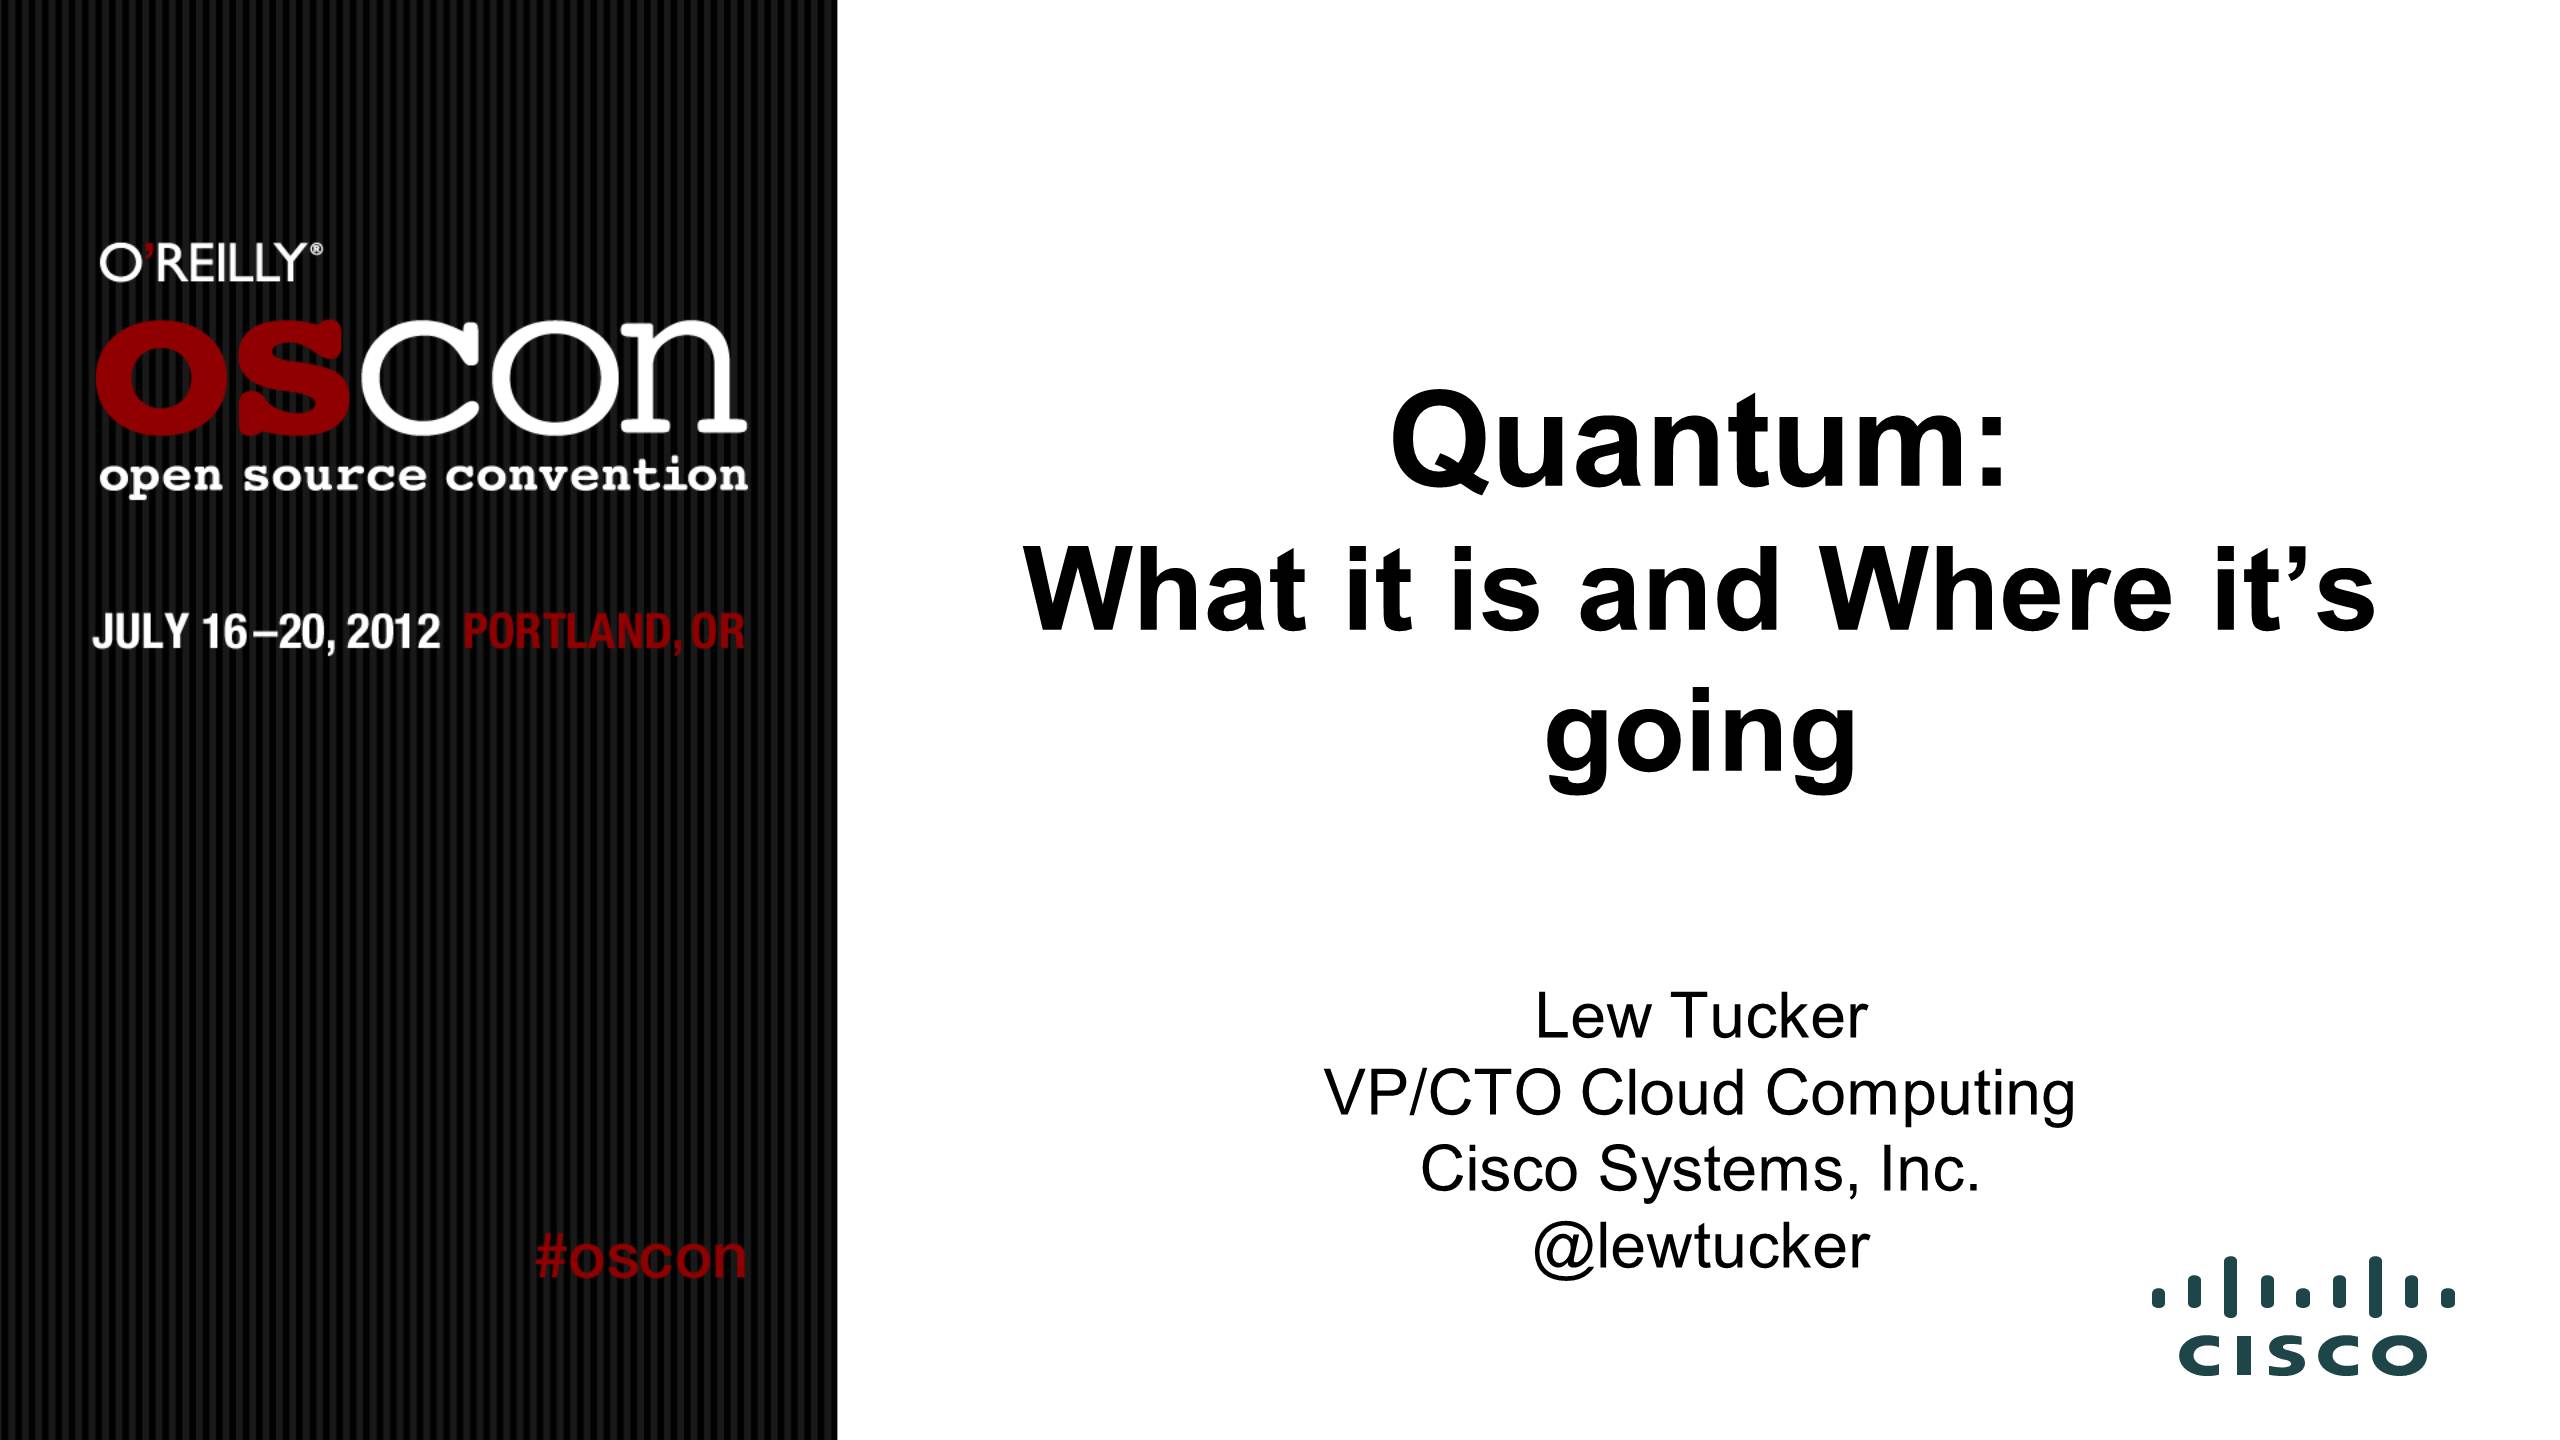 O'REILLY®
oscon
open source convention
JULY 16–20, 2012 PORTLAND, OR
#oscon
Quantum:
What it is and Where it’s
going
Lew Tucker
VP/CTO Cloud Computing
Cisco Systems, Inc.
@lewtucker
CISCO